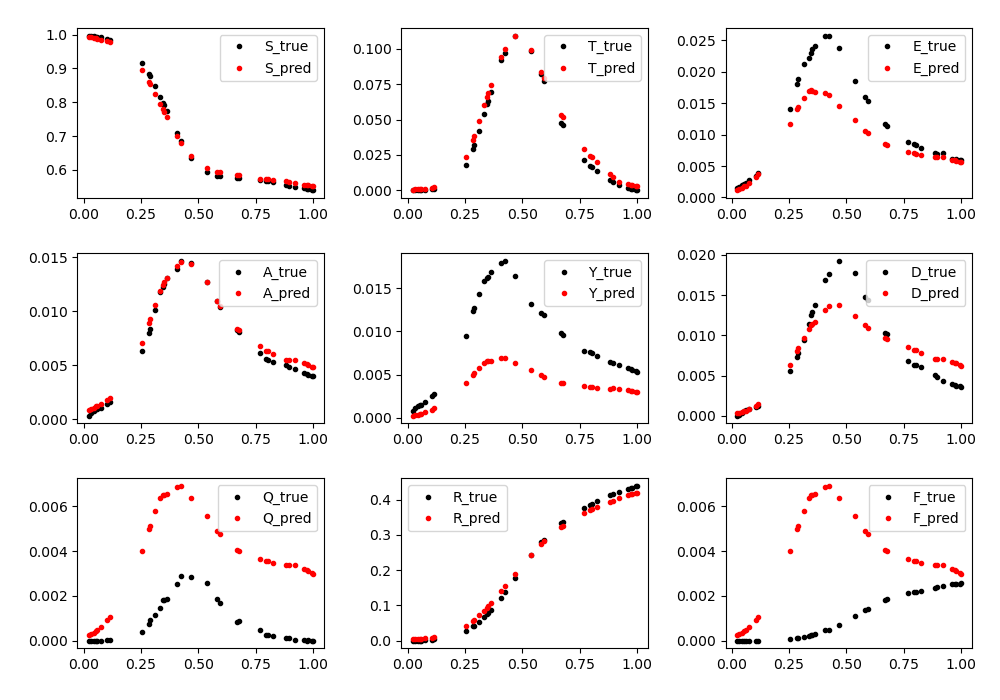 1.0
0.9
0.8
0.7
0.6
0.00 0.25 0.50 0.75 1.00
S_true
S_pred
0.100
0.075
0.050
0.025
0.000
0.00 0.25 0.50 0.75 1.00
T_true
T_pred
0.025
0.020
0.015
0.010
0.005
0.000
0.00 0.25 0.50 0.75 1.00
E_true
E_pred
0.015
0.010
0.005
0.000
0.00 0.25 0.50 0.75 1.00
A_true
A_pred
0.015
0.010
0.005
0.000
0.00 0.25 0.50 0.75 1.00
Y_true
Y_pred
0.020
0.015
0.010
0.005
0.000
0.00 0.25 0.50 0.75 1.00
D_true
D_pred
0.006
0.004
0.002
0.000
0.00 0.25 0.50 0.75 1.00
Q_true
Q_pred
0.4
0.3
0.2
0.1
0.0
0.00 0.25 0.50 0.75 1.00
R_true
R_pred
0.006
0.004
0.002
0.000
0.00 0.25 0.50 0.75 1.00
F_true
F_pred